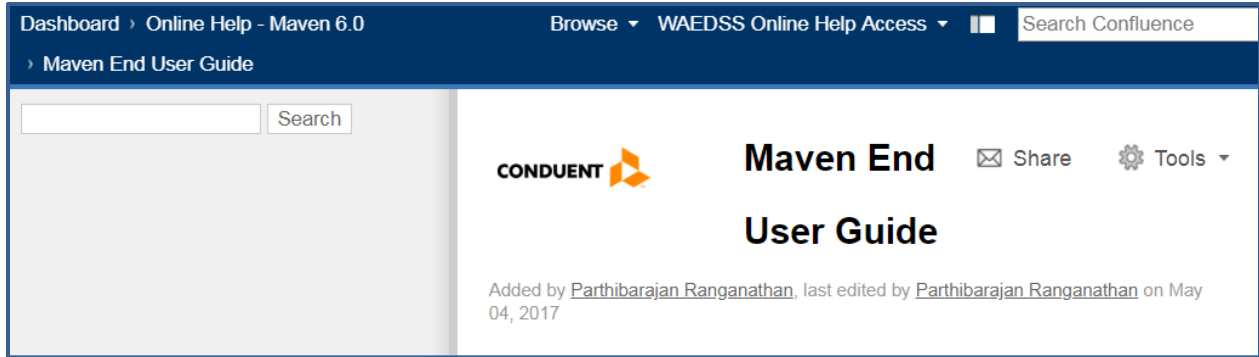 Dashboard › Online Help - Maven 6.0 Browse WAEDSS Online Help Access Search Confluence
› Maven End User Guide
Search
CONDUENT
Maven End Share Tools
User Guide
Added by Parthibarajan Ranganathan, last edited by Parthibarajan Ranganathan on May
04, 2017